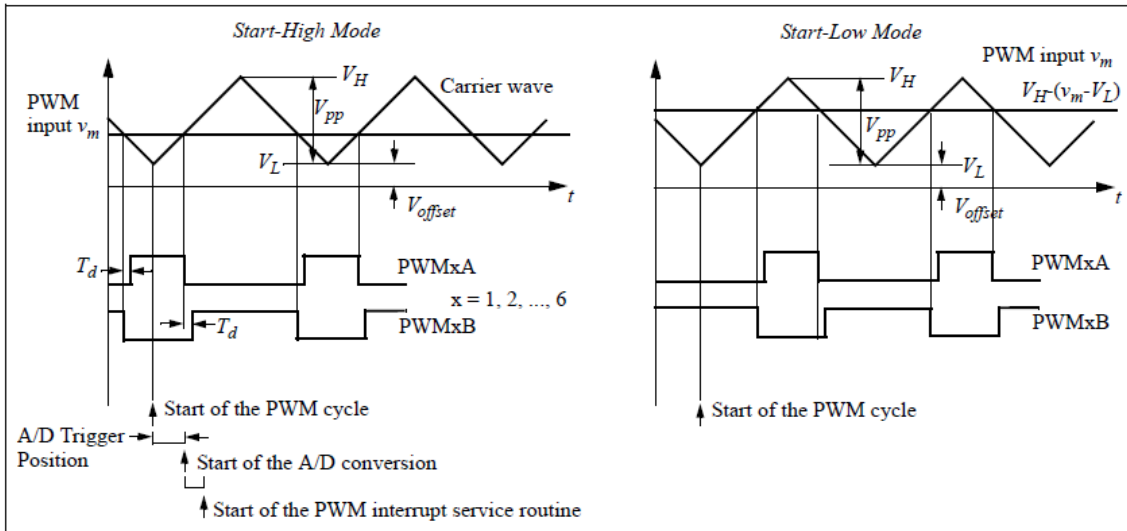 Start-High Mode
V_H
Carrier wave
PWM
input v_m
V_pp
V_L
t
V_offset
T_d
PWMxA
x = 1, 2, ..., 6
T_d
PWMxB
Start of the PWM cycle
A/D Trigger
Position
Start of the A/D conversion
Start of the PWM interrupt service routine
Start-Low Mode
PWM input v_m
V_H
V_H-(v_m-V_L)
V_pp
V_L
t
V_offset
PWMxA
PWMxB
Start of the PWM cycle